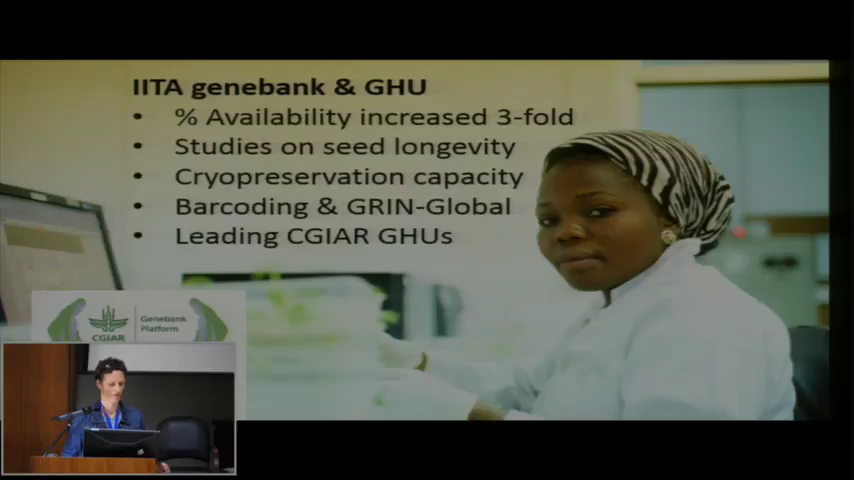 IITA genebank & GHU
• % Availability increased 3-fold
• Studies on seed longevity
• Cryopreservation capacity
• Barcoding & GRIN-Global
• Leading CGIAR GHUs
Genebank
Platform
CGIAR